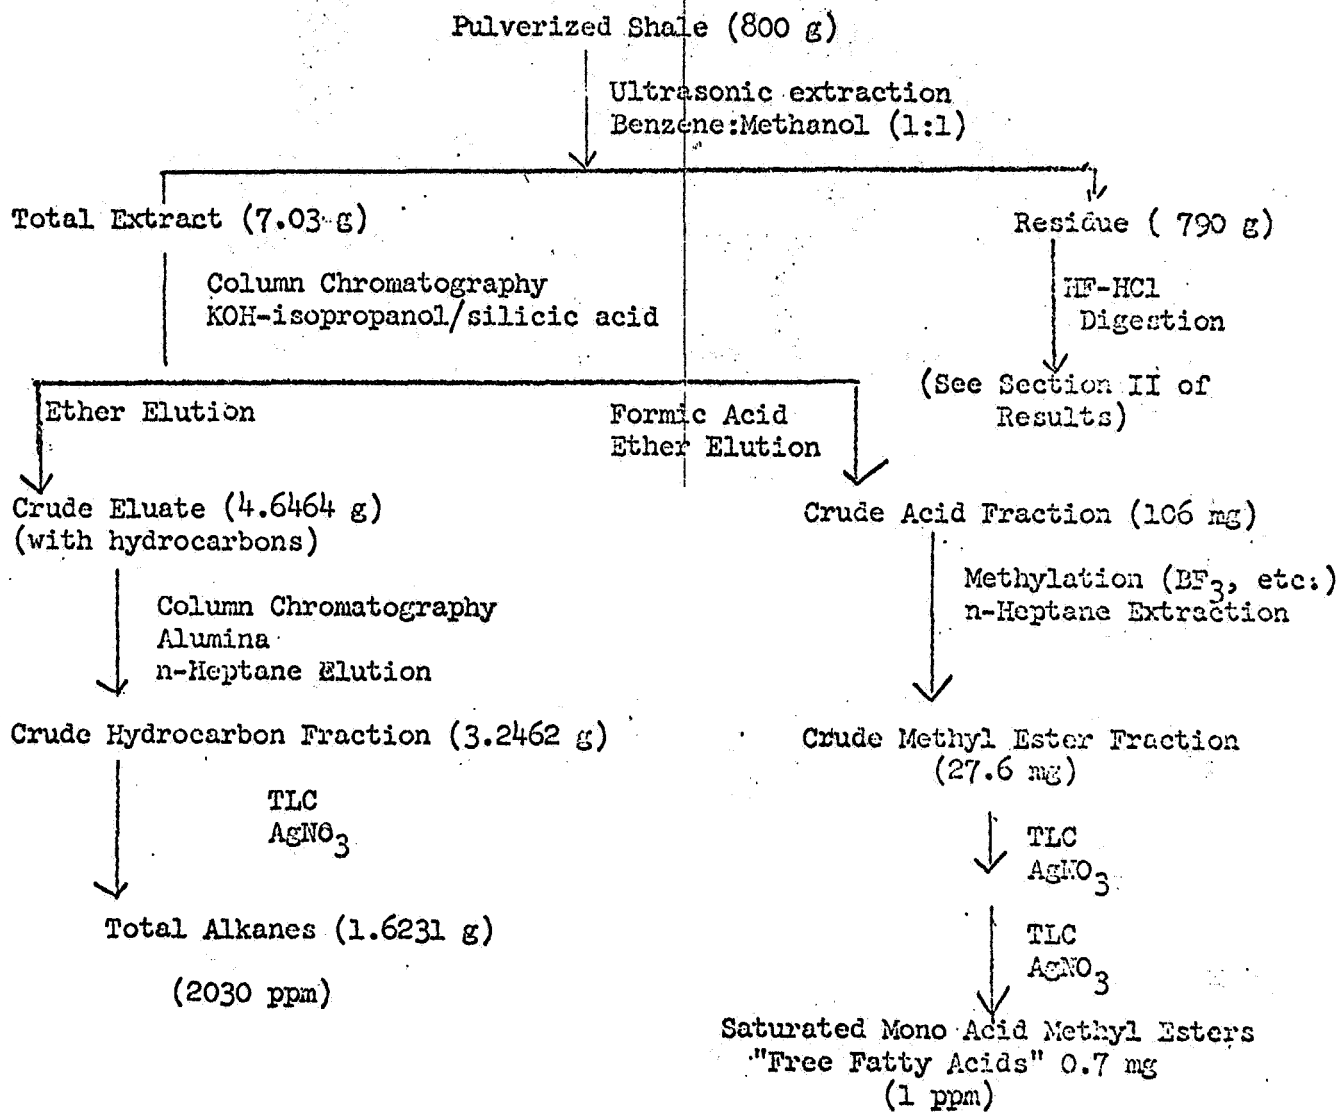 Pulverized Shale (800 g)
Ultrasonic extraction
Benzene:Methanol (1:1)
Total Extract (7.03 g)
Residue ( 790 g)
Column Chromatography
KOH-isopropanol/silicic acid
HF-HCl
Digestion
(See Section II of
Results)
Ether Elution
Formic Acid
Ether Elution
Crude Eluate (4.6464 g)
(with hydrocarbons)
Crude Acid Fraction (106 mg)
Column Chromatography
Alumina
n-Heptane Elution
Methylation (BF3, etc.)
n-Heptane Extraction
Crude Hydrocarbon Fraction (3.2462 g)
Crude Methyl Ester Fraction
(27.6 mg)
TLC
AgNO3
TLC
AgNO3
Total Alkanes (1.6231 g)
(2030 ppm)
TLC
AgNO3
Saturated Mono Acid Methyl Esters
"Free Fatty Acids" 0.7 mg
(1 ppm)